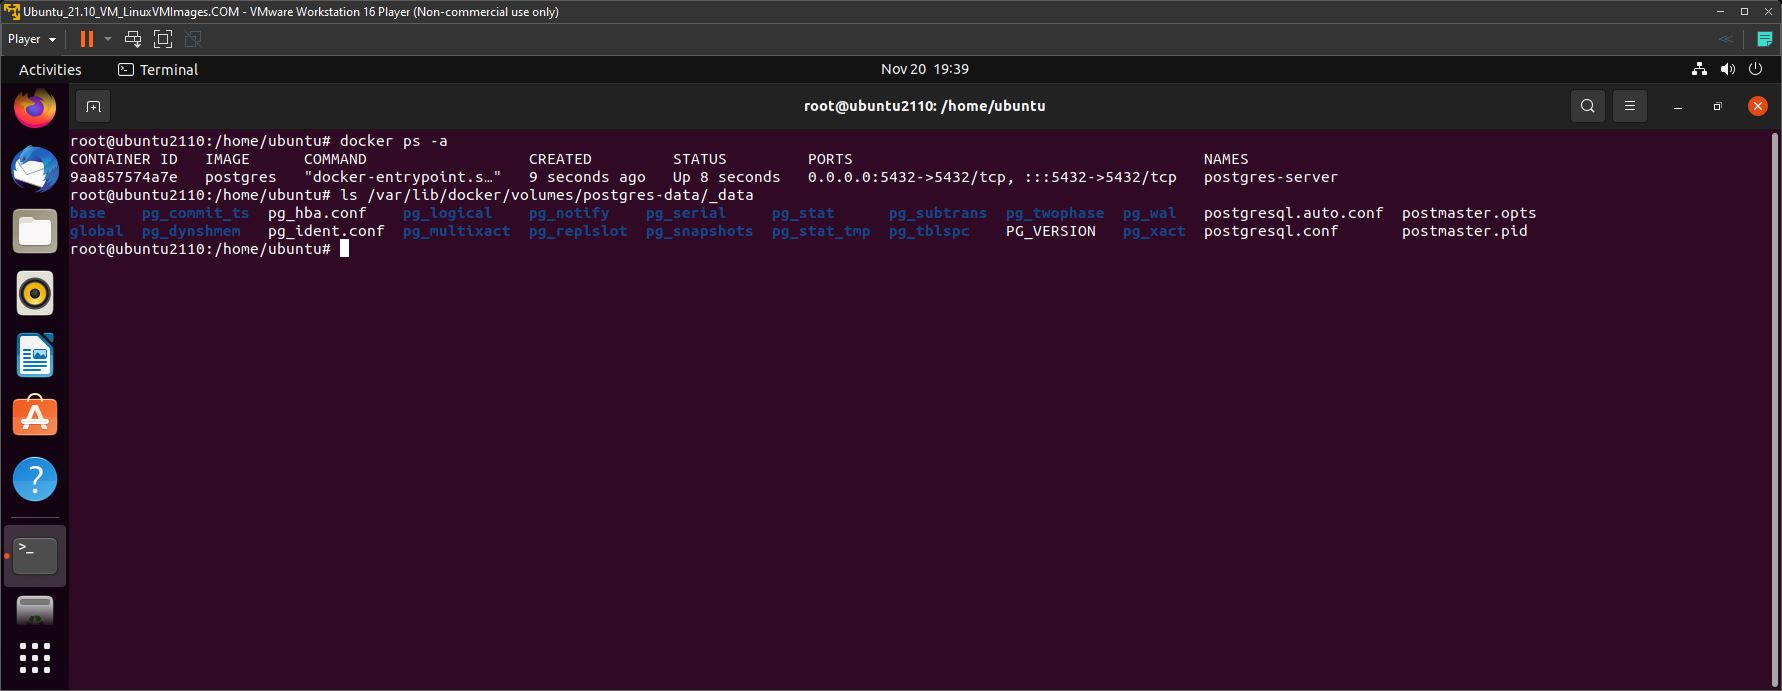 Ubuntu_21.10_VM_LinuxVMImages.COM - VMware Workstation 16 Player (Non-commercial use only)
Player
Activities Terminal Nov 20 19:39
root@ubuntu2110: /home/ubuntu
root@ubuntu2110:/home/ubuntu# docker ps -a
CONTAINER ID IMAGE COMMAND CREATED STATUS PORTS NAMES
9aa857574a7e postgres "docker-entrypoint.s…" 9 seconds ago Up 8 seconds 0.0.0.0:5432->5432/tcp, :::5432->5432/tcp postgres-server
root@ubuntu2110:/home/ubuntu# ls /var/lib/docker/volumes/postgres-data/_data
base pg_commit_ts pg_hba.conf pg_logical pg_notify pg_serial pg_stat pg_subtrans pg_twophase pg_wal postgresql.auto.conf postmaster.opts
global pg_dynshmem pg_ident.conf pg_multixact pg_replslot pg_snapshots pg_stat_tmp pg_tblspc PG_VERSION pg_xact postgresql.conf postmaster.pid
root@ubuntu2110:/home/ubuntu#